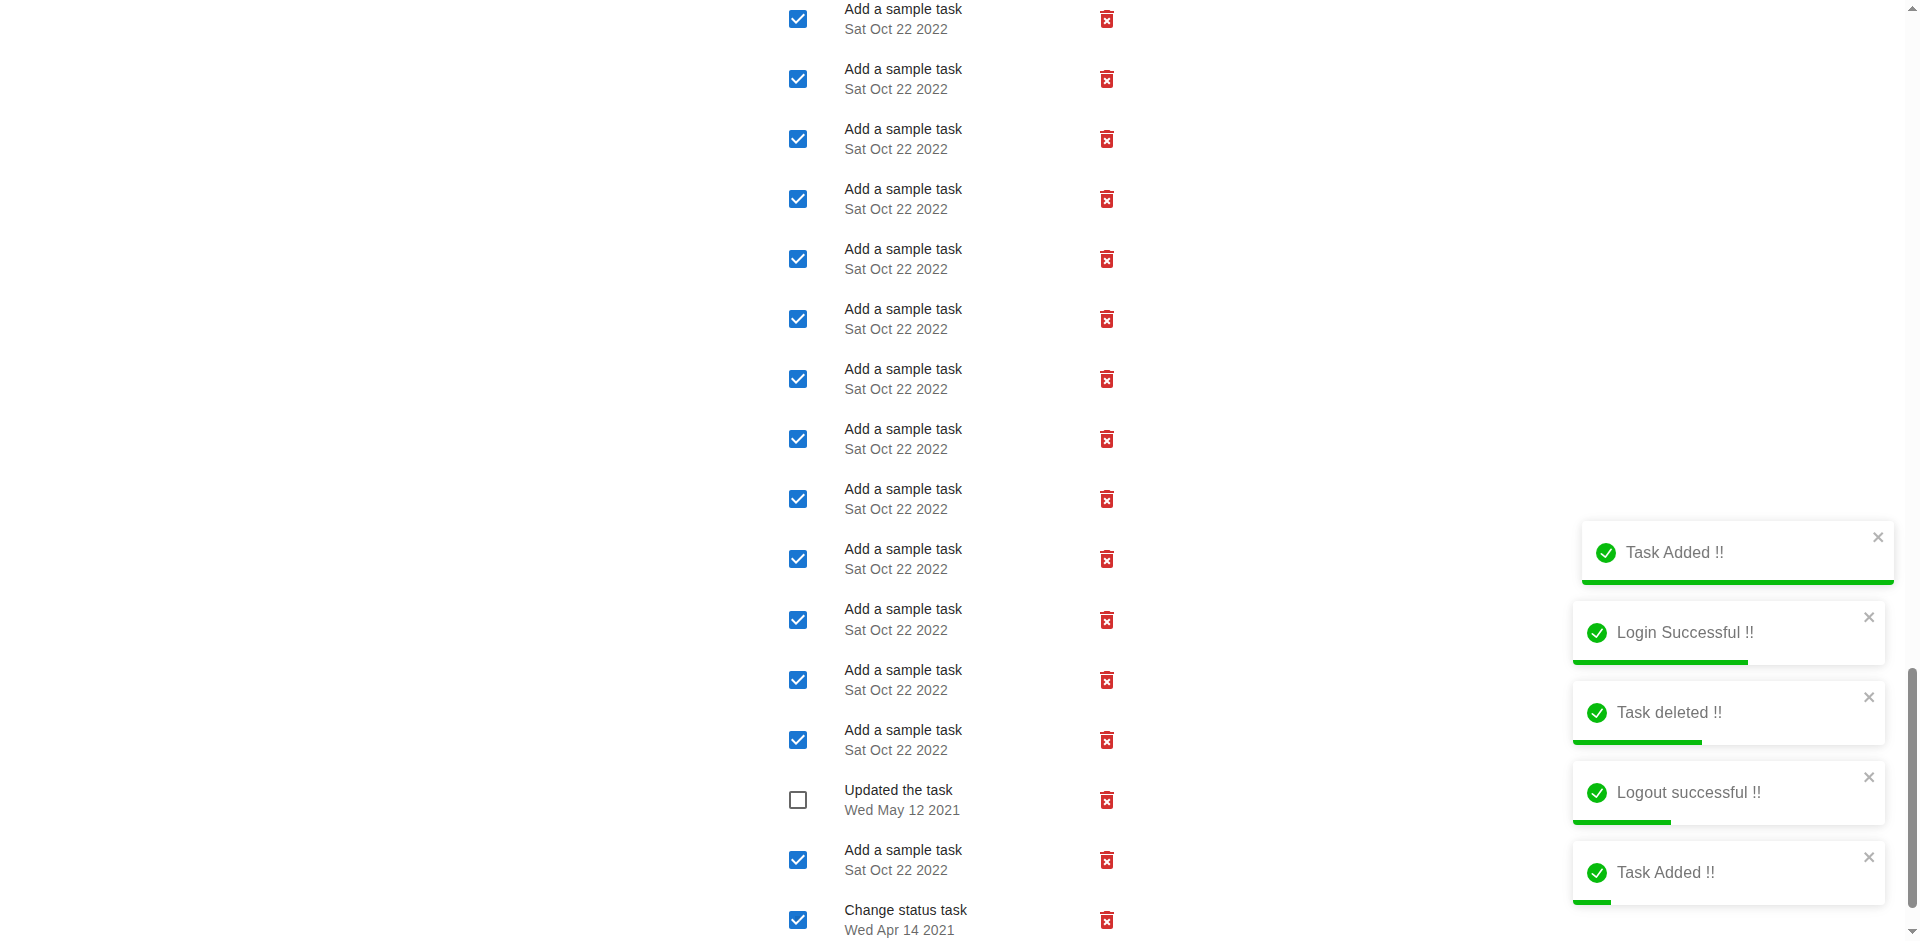 Add a sample task
Sat Oct 22 2022
Add a sample task
Sat Oct 22 2022
Add a sample task
Sat Oct 22 2022
Add a sample task
Sat Oct 22 2022
Add a sample task
Sat Oct 22 2022
Add a sample task
Sat Oct 22 2022
Add a sample task
Sat Oct 22 2022
Add a sample task
Sat Oct 22 2022
Add a sample task
Sat Oct 22 2022
Add a sample task
Sat Oct 22 2022
Add a sample task
Sat Oct 22 2022
Add a sample task
Sat Oct 22 2022
Add a sample task
Sat Oct 22 2022
Updated the task
Wed May 12 2021
Add a sample task
Sat Oct 22 2022
Change status task
Wed Apr 14 2021
Task Added !!
Login Successful !!
Task deleted !!
Logout successful !!
Task Added !!